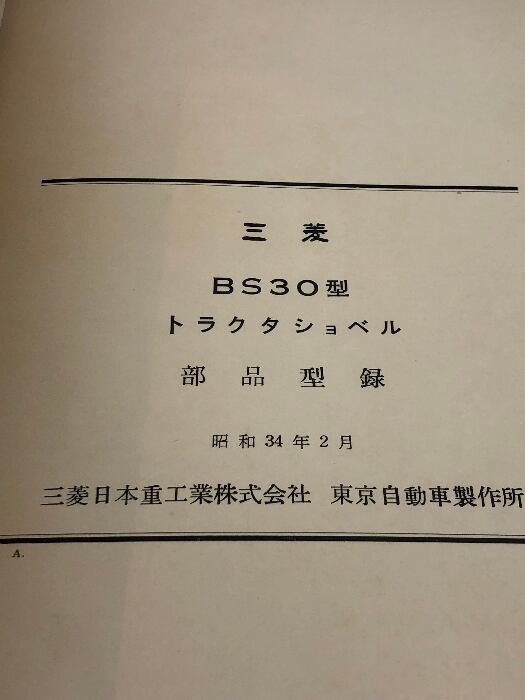 三菱
BS30型
トラクタショベル
部品型録
昭和34年2月
三菱日本重工業株式会社 東京自動車製作所
A.